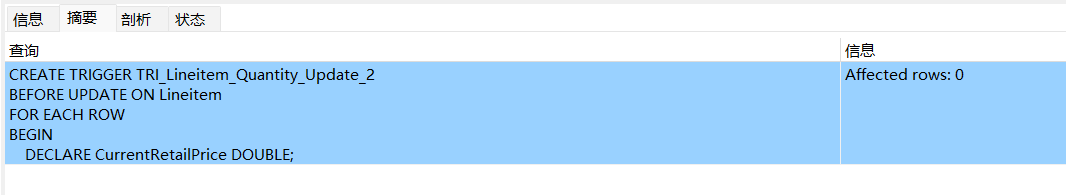 信息 摘要 剖析 状态
查询 信息
CREATE TRIGGER TRI_Lineitem_Quantity_Update_2 Affected rows: 0
BEFORE UPDATE ON Lineitem
FOR EACH ROW
BEGIN
    DECLARE CurrentRetailPrice DOUBLE;